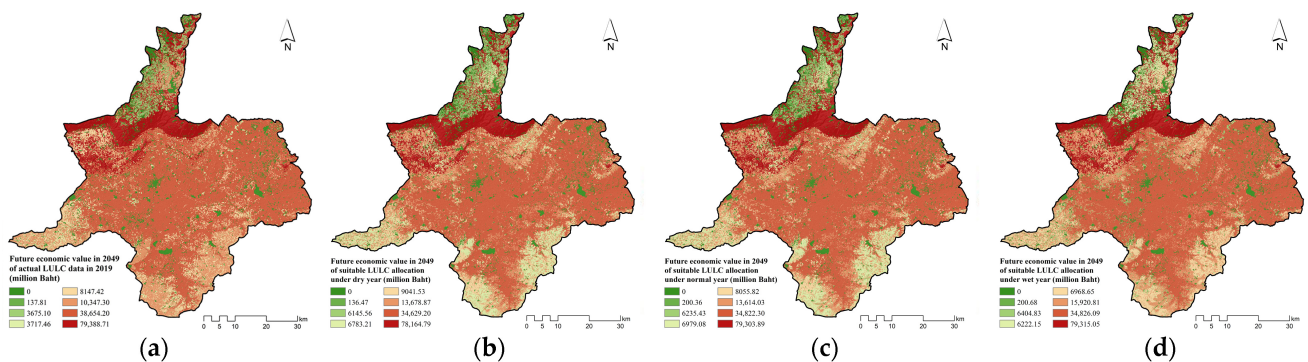 N
Future economic value in 2049
of actual LULC data in 2019
(million Baht)
0
137.81
3675.10
3717.46
8147.42
10,347.30
38,654.20
79,388.71
0 5 10 20 30
km
(a)
N
Future economic value in 2049
of suitable LULC allocation
under dry year (million Baht)
0
136.47
6145.56
6783.21
9041.53
13,678.87
34,629.20
78,164.79
0 5 10 20 30
km
(b)
N
Future economic value in 2049
of suitable LULC allocation
under normal year (million Baht)
0
200.36
6235.43
6979.08
8055.82
13,614.03
34,822.30
79,303.89
0 5 10 20 30
km
(c)
N
Future economic value in 2049
of suitable LULC allocation
under wet year (million Baht)
0
200.68
6404.83
6222.15
6968.65
15,920.81
34,826.09
79,315.05
0 5 10 20 30
km
(d)